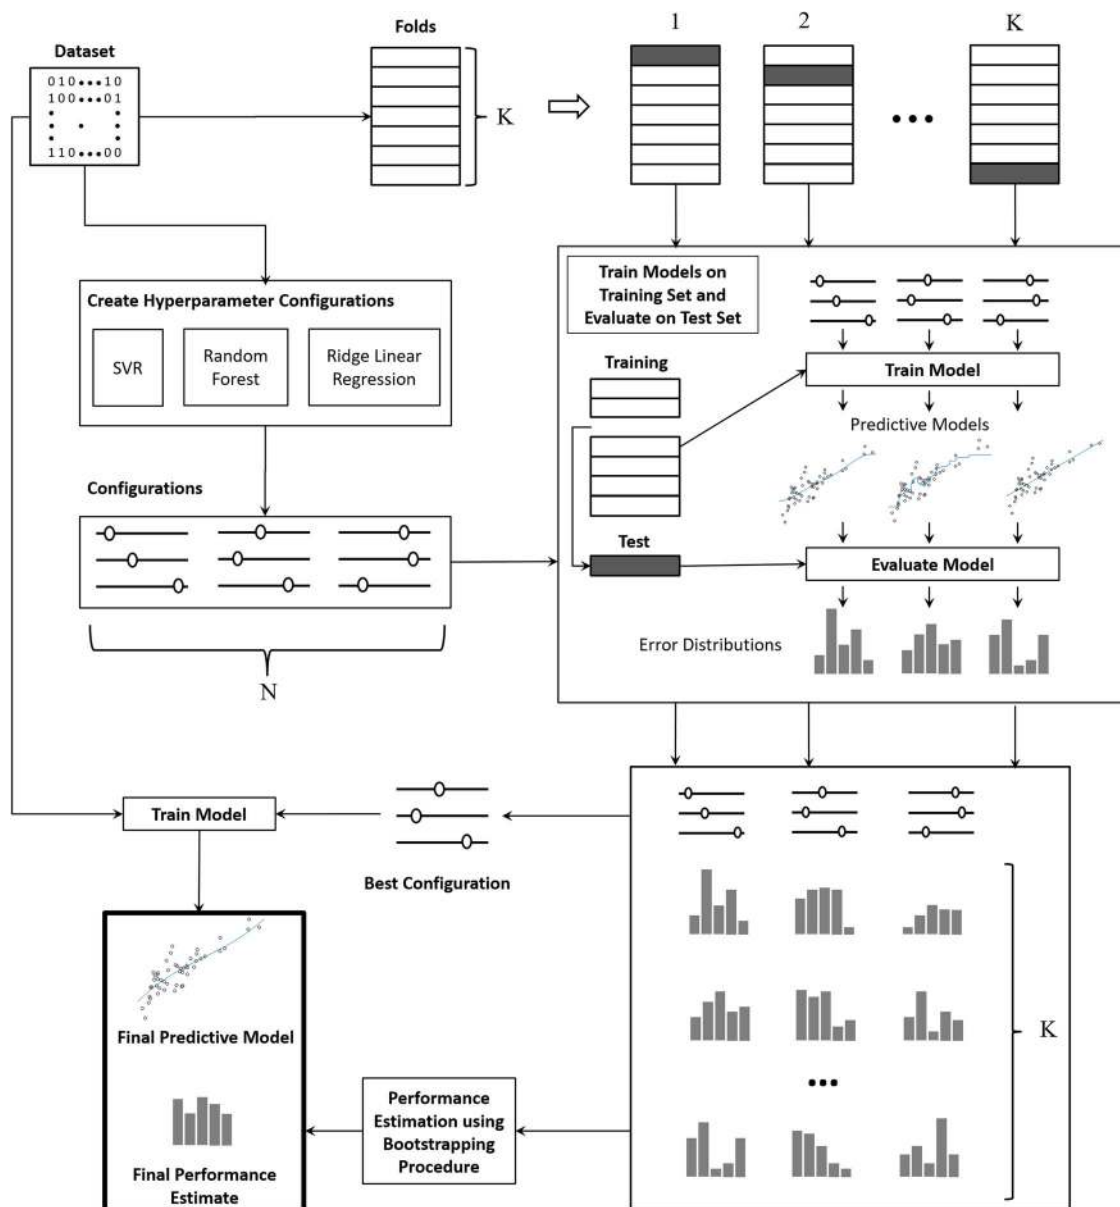 Dataset
010•••10
100•••01
110•••00
Folds
K
1
2
K
Create Hyperparameter Configurations
SVR
Random
Forest
Ridge Linear
Regression
Configurations
N
Train Models on
Training Set and
Evaluate on Test Set
Training
Test
Train Model
Predictive Models
Evaluate Model
Error Distributions
Train Model
Best Configuration
K
Final Predictive Model
Final Performance
Estimate
Performance
Estimation using
Bootstrapping
Procedure